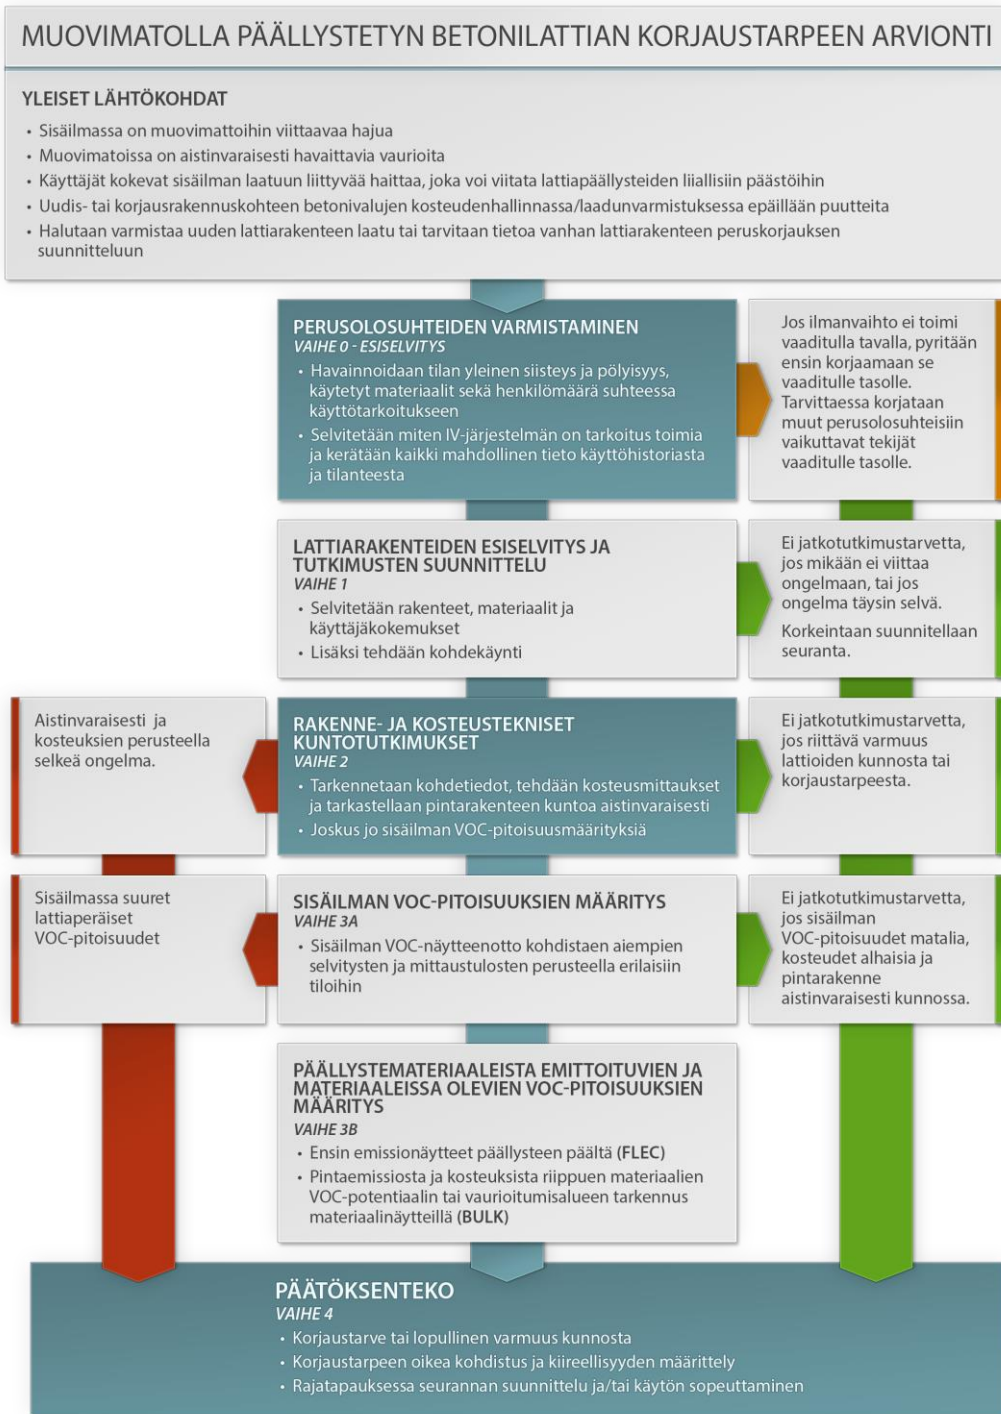 MUOVIMATOLLA PÄÄLLYSTETYN BETONILATTIAN KORJAUSTARPEEN ARVIONTI
YLEISET LÄHTÖKOHDAT
• Sisäilmassa on muovimattoihin viittaavaa hajua
• Muovimatoissa on aistinvaraisesti havaittavia vaurioita
• Käyttäjät kokevat sisäilman laatuun liittyvää haittaa, joka voi viitata lattiapäällysteiden liiallisiin päästöihin
• Uudis- tai korjausrakennuskohteen betonivalujen kosteudenhallinnassa/laadunvarmistuksessa epäillään puutteita
• Halutaan varmistaa uuden lattiarakenteen laatu tai tarvitaan tietoa vanhan lattiarakenteen peruskorjauksen
suunnitteluun
PERUSOLOSUHTEIDEN VARMISTAMINEN
VAIHE 0 - ESISELVITYS
• Havainnoidaan tilan yleinen siisteys ja pölyisyys,
käytetyt materiaalit sekä henkilömäärä suhteessa
käyttötarkoitukseen
• Selvitetään miten IV-järjestelmän on tarkoitus toimia
ja kerätään kaikki mahdollinen tieto käyttöhistoriasta
ja tilanteesta
Jos ilmanvaihto ei toimi
vaaditulla tavalla, pyritään
ensin korjaamaan se
vaaditulle tasolle.
Tarvittaessa korjataan
muut perusolosuhteisiin
vaikuttavat tekijät
vaaditulle tasolle.
LATTIARAKENTEIDEN ESISELVITYS JA
TUTKIMUSTEN SUUNNITTELU
VAIHE 1
• Selvitetään rakenteet, materiaalit ja
käyttäjäkokemukset
• Lisäksi tehdään kohdekäynti
Ei jatkotutkimustarvetta,
jos mikään ei viittaa
ongelmaan, tai jos
ongelma täysin selvä.
Korkeintaan suunnitellaan
seuranta.
Aistinvaraisesti ja
kosteuksien perusteella
selkeä ongelma.
RAKENNE- JA KOSTEUSTEKNISET
KUNTOTUTKIMUKSET
VAIHE 2
• Tarkennetaan kohdetiedot, tehdään kosteusmittaukset
ja tarkastellaan pintarakenteen kuntoa aistinvaraisesti
• Joskus jo sisäilman VOC-pitoisuusmäärityksiä
Ei jatkotutkimustarvetta,
jos riittävä varmuus
lattioiden kunnosta tai
korjaustarpeesta.
Sisäilmassa suuret
lattiaperäiset
VOC-pitoisuudet
SISÄILMAN VOC-PITOISUUKSIEN MÄÄRITYS
VAIHE 3A
• Sisäilman VOC-näytteenotto kohdistaen aiempien
selvitysten ja mittaustulosten perusteella erilaisiin
tiloihin
Ei jatkotutkimustarvetta,
jos sisäilman
VOC-pitoisuudet matalia,
kosteudet alhaisia ja
pintarakenne
aistinvaraisesti kunnossa.
PÄÄLLYSTEMATERIAALEISTA EMITTOITUVIEN JA
MATERIAALEISSA OLEVIEN VOC-PITOISUUKSIEN
MÄÄRITYS
VAIHE 3B
• Ensin emissionäytteet päällysteen päältä (FLEC)
• Pintaemissiosta ja kosteuksista riippuen materiaalien
VOC-potentiaalin tai vaurioitumisalueen tarkennus
materiaalinäytteillä (BULK)
PÄÄTÖKSENTEKO
VAIHE 4
• Korjaustarve tai lopullinen varmuus kunnosta
• Korjaustarpeen oikea kohdistus ja kiireellisyyden määrittely
• Rajatapauksessa seurannan suunnittelu ja/tai käytön sopeuttaminen